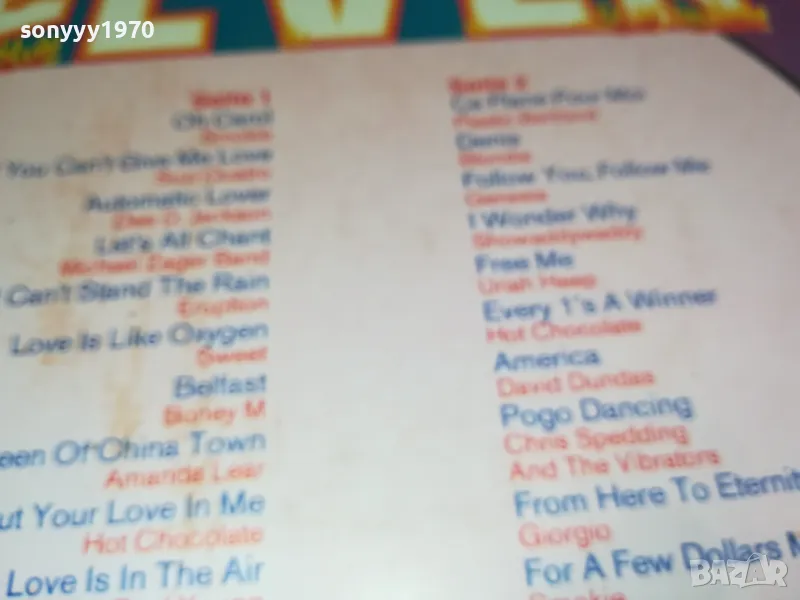 sonyyy1970
EVER
Seite 1
Oh Carol
Smokie
You Can't Give Me Love
Suzi Quatro
Automatic Lover
Dee D. Jackson
Let's All Chant
Michael Zager Band
Can't Stand The Rain
Eruption
Love Is Like Oxygen
Sweet
Belfast
Boney M
een Of China Town
Amanda Lear
ut Your Love In Me
Hot Chocolate
Love Is In The Air
Seite 2
Ca Plane Pour Moi
Plastic Bertrand
Denis
Blondie
Follow You, Follow Me
Genesis
I Wonder Why
Showaddywaddy
Free Me
Uriah Heep
Every 1's A Winner
Hot Chocolate
America
David Dundas
Pogo Dancing
Chris Spedding
And The Vibrators
From Here To Eternit
Giorgio
For A Few Dollars M
Smokie
BAZAR